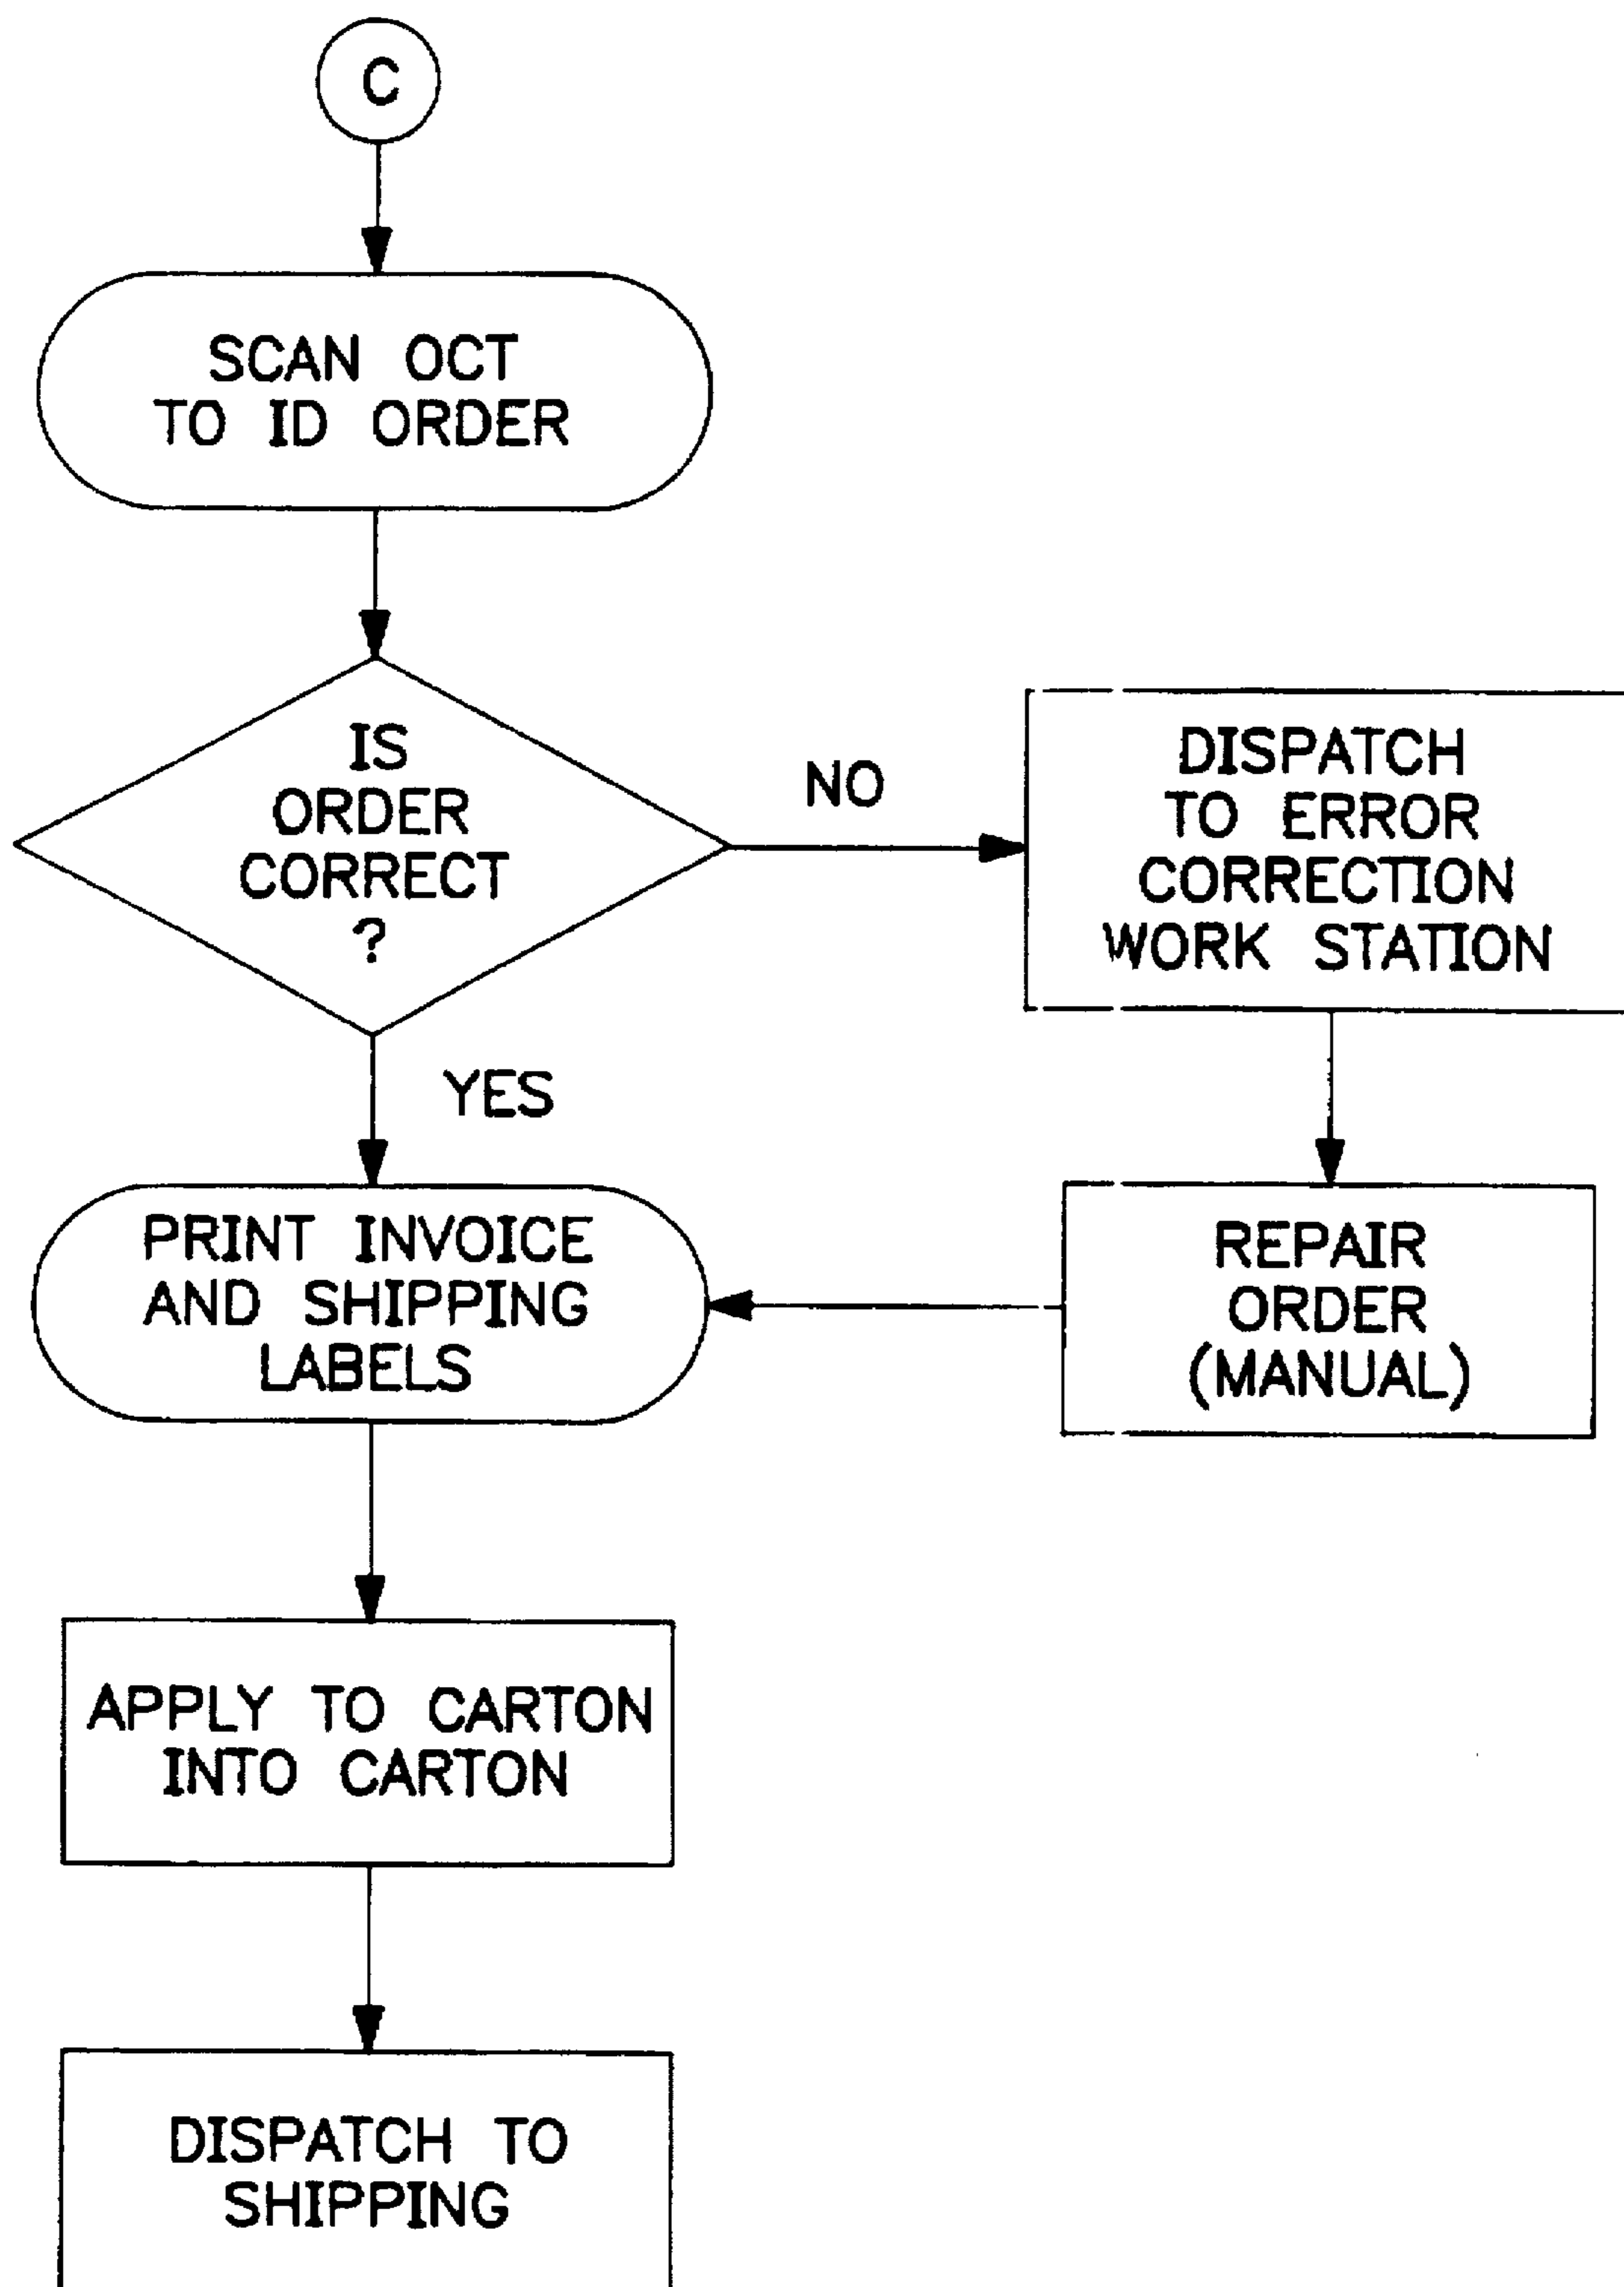 C
SCAN OCT
TO ID ORDER
IS
ORDER
CORRECT
?
NO
DISPATCH
TO ERROR
CORRECTION
WORK STATION
YES
PRINT INVOICE
AND SHIPPING
LABELS
REPAIR
ORDER
(MANUAL)
APPLY TO CARTON
INTO CARTON
DISPATCH TO
SHIPPING